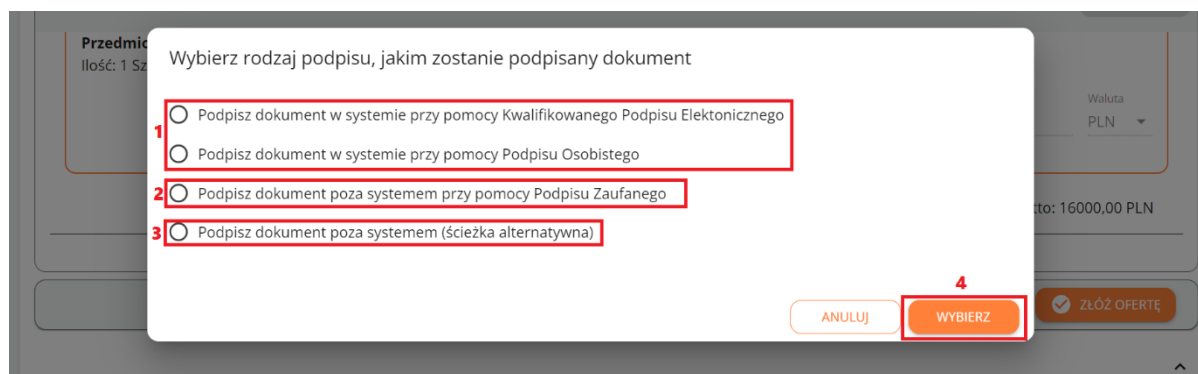 Przedmio
Ilość: 1 Sz
Wybierz rodzaj podpisu, jakim zostanie podpisany dokument
1
Podpisz dokument w systemie przy pomocy Kwalifikowanego Podpisu Elektonicznego
Podpisz dokument w systemie przy pomocy Podpisu Osobistego
2 Podpisz dokument poza systemem przy pomocy Podpisu Zaufanego
3 Podpisz dokument poza systemem (ścieżka alternatywna)
4
ANULUJ WYBIERZ
Waluta
PLN
tto: 16000,00 PLN
ZŁÓŻ OFERTĘ